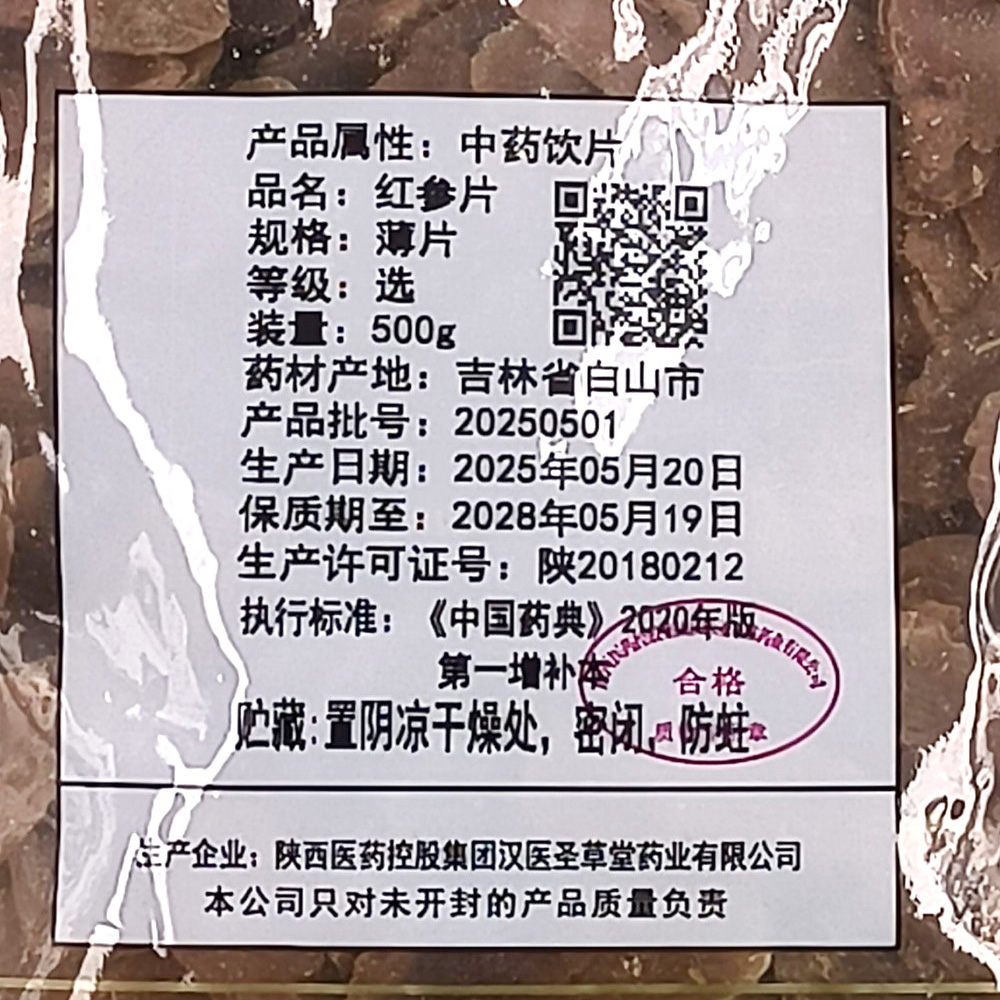 产品属性：中药饮片
品名：红参片
规格：薄片
等级：选
装量：500g
药材产地：吉林省白山市
产品批号：20250501
生产日期：2025年05月20日
保质期至：2028年05月19日
生产许可证号：陕20180212
执行标准：《中国药典》2020年版
第一增补本
贮藏：置阴凉干燥处，密闭，防蛀
合格
生产企业：陕西医药控股集团汉医圣草堂药业有限公司
本公司只对未开封的产品质量负责